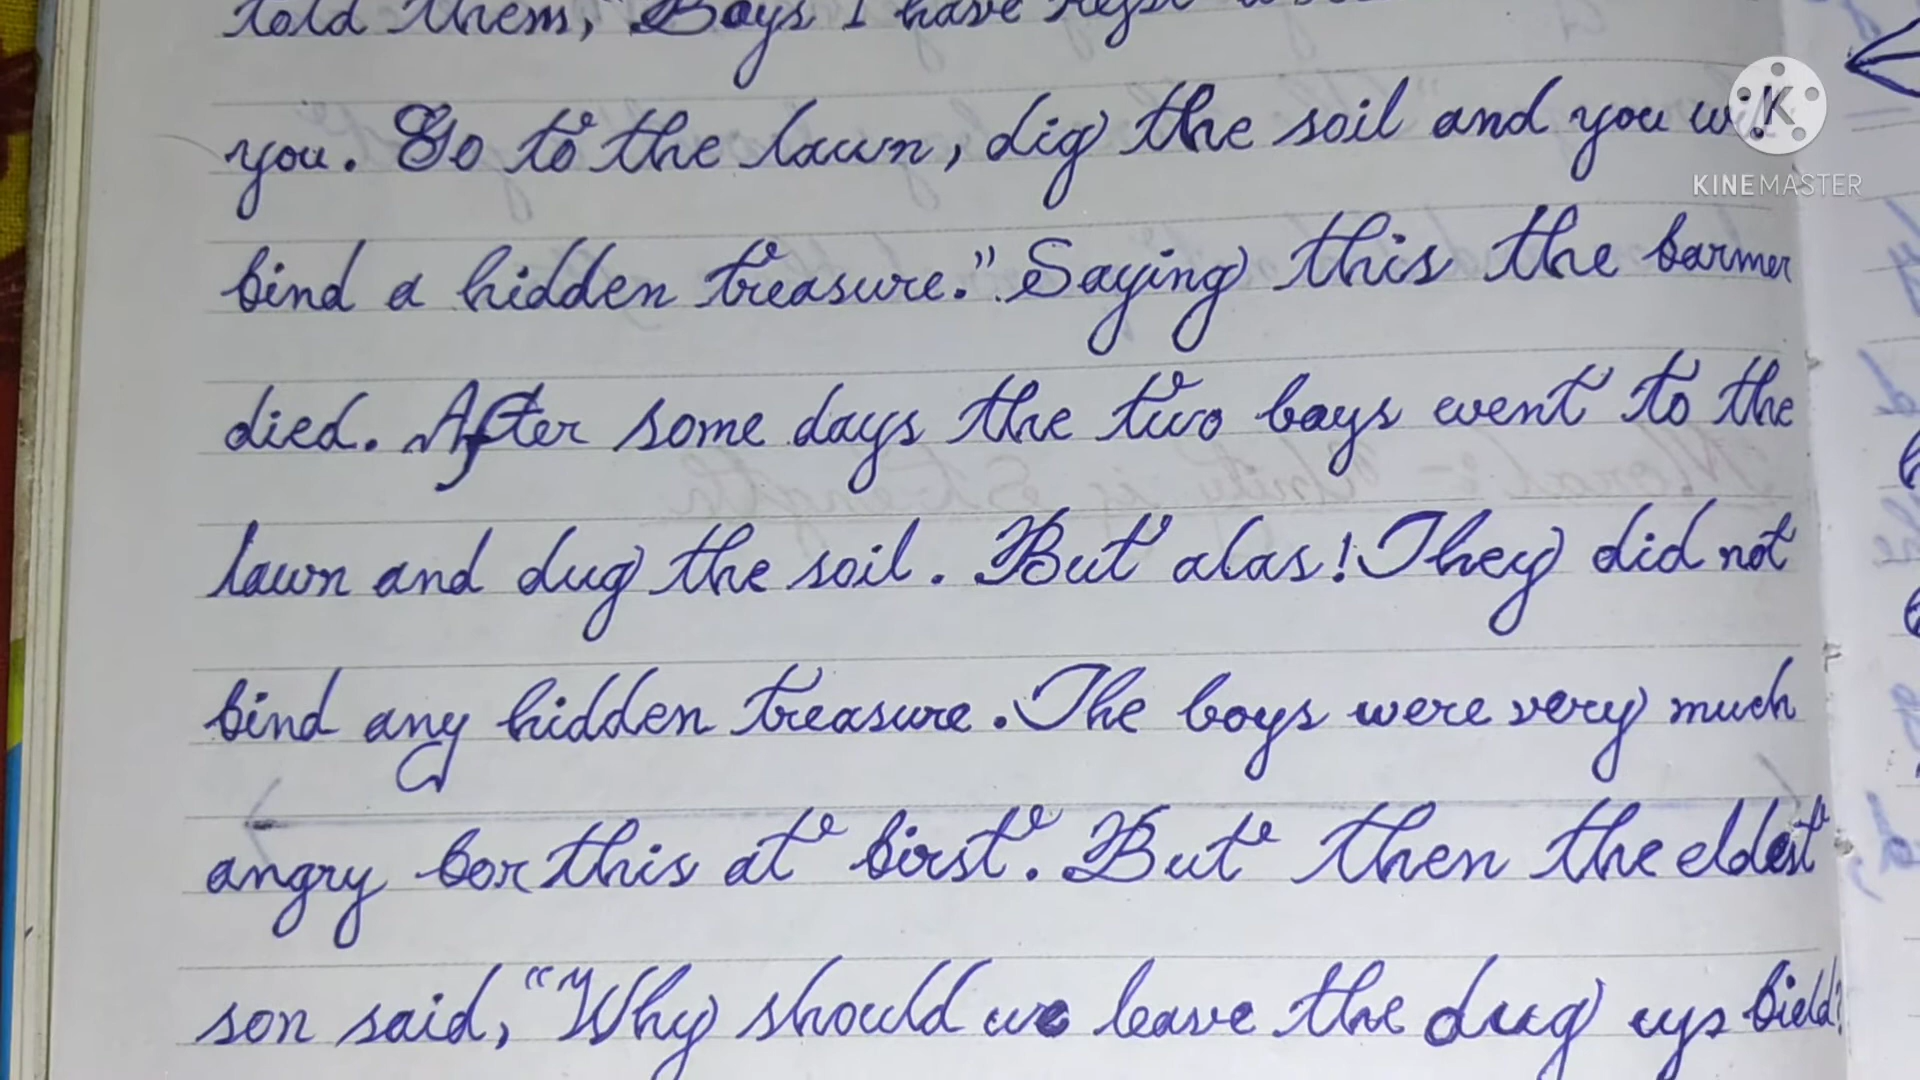 told them, "Boys I have kept
you. Go to the lawn, dig the soil and you will
find a hidden treasure." Saying this the farmer
died. After some days the two boys went to the
lawn and dug the soil. But alas! They did not
find any hidden treasure. The boys were very much
angry for this at first. But then the eldest
son said, "Why should we leave the dug up field?
KINEMASTER